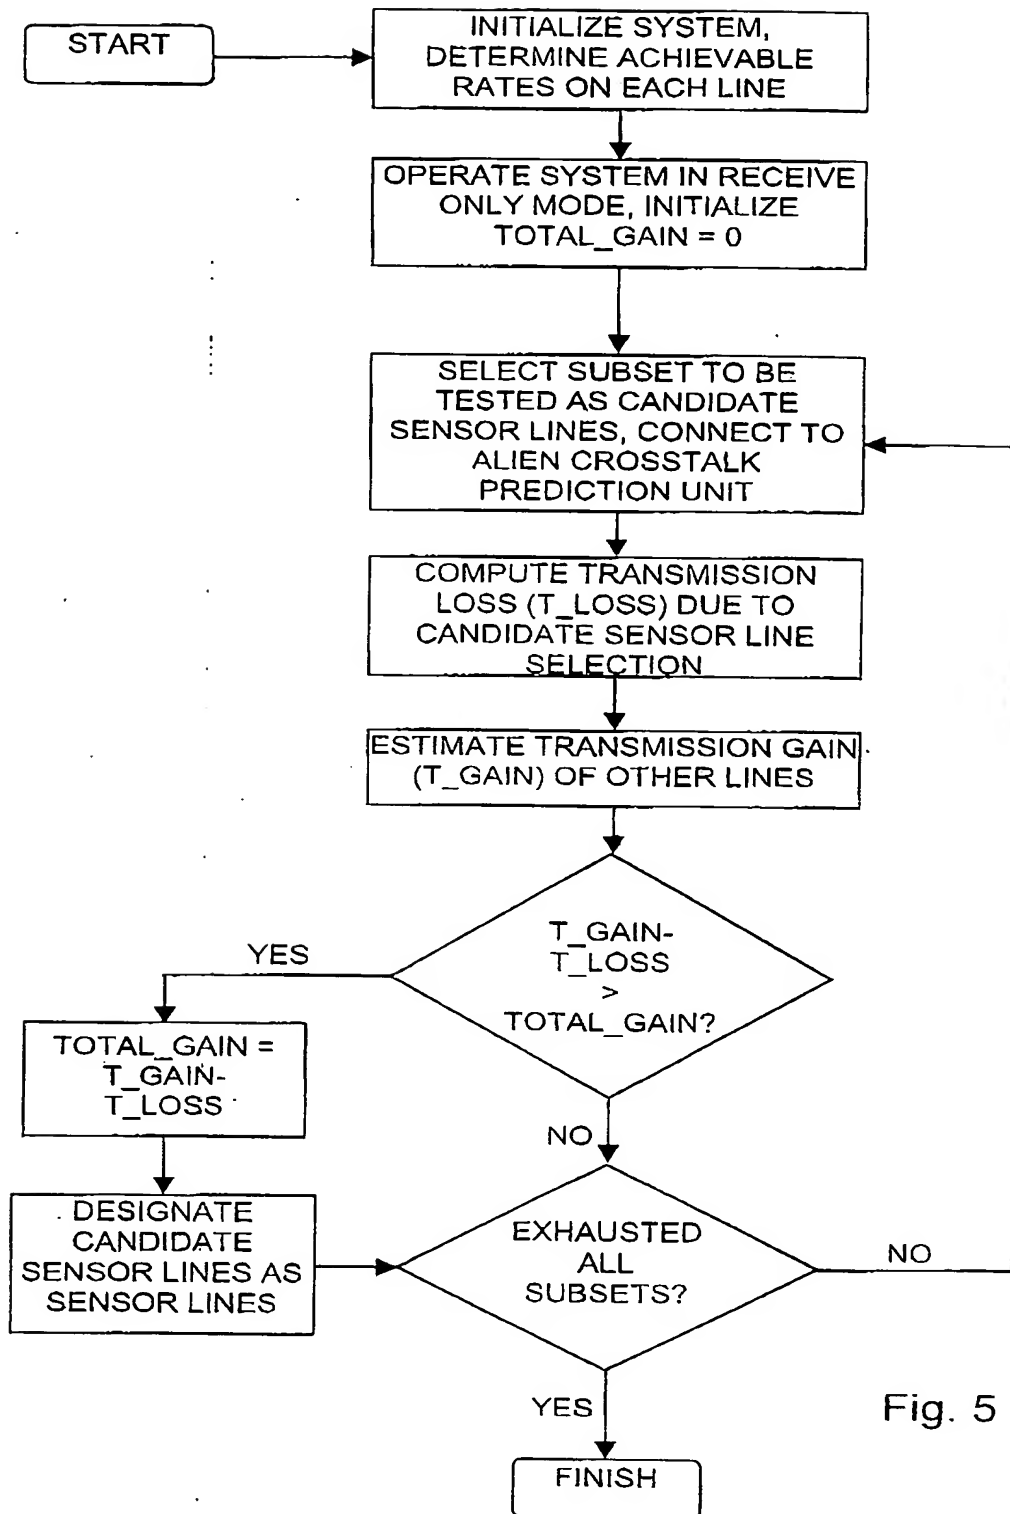 START
INITIALIZE SYSTEM,
DETERMINE ACHIEVABLE
RATES ON EACH LINE
OPERATE SYSTEM IN RECEIVE
ONLY MODE, INITIALIZE
TOTAL_GAIN = 0
SELECT SUBSET TO BE
TESTED AS CANDIDATE
SENSOR LINES, CONNECT TO
ALIEN CROSSTALK
PREDICTION UNIT
COMPUTE TRANSMISSION
LOSS (T_LOSS) DUE TO
CANDIDATE SENSOR LINE
SELECTION
ESTIMATE TRANSMISSION GAIN
(T_GAIN) OF OTHER LINES
T_GAIN-
T_LOSS
>
TOTAL_GAIN?
YES
TOTAL_GAIN =
T_GAIN-
T_LOSS
NO
DESIGNATE
CANDIDATE
SENSOR LINES AS
SENSOR LINES
EXHAUSTED
ALL
SUBSETS?
NO
YES
FINISH
Fig. 5